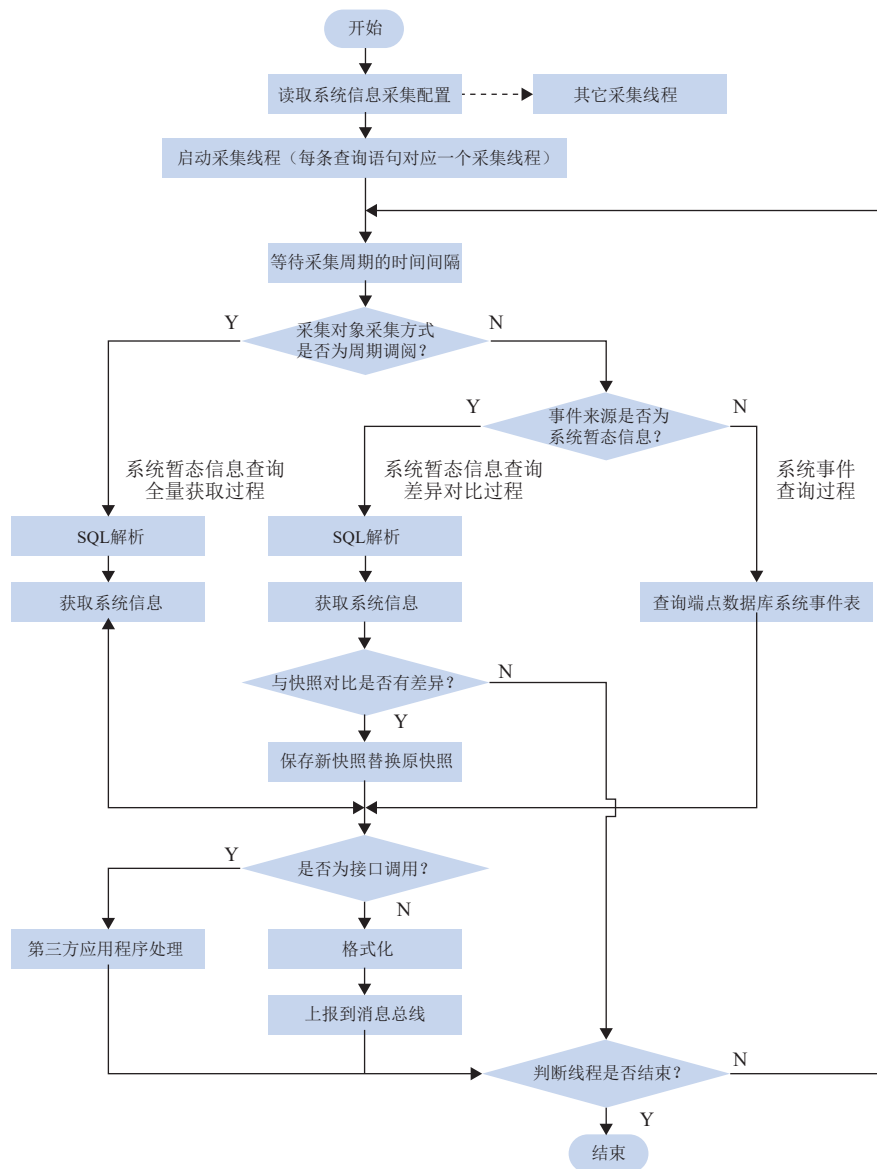 开始
读取系统信息采集配置
其它采集线程
启动采集线程（每条查询语句对应一个采集线程）
等待采集周期的时间间隔
Y
采集对象采集方式
是否为周期调阅？
N
Y
事件来源是否为
系统暂态信息？
N
系统暂态信息查询
全量获取过程
系统暂态信息查询
差异对比过程
系统事件
查询过程
SQL解析
SQL解析
获取系统信息
获取系统信息
查询端点数据库系统事件表
与快照对比是否有差异？
N
Y
保存新快照替换原快照
Y
是否为接口调用？
N
第三方应用程序处理
格式化
上报到消息总线
判断线程是否结束？
N
Y
结束